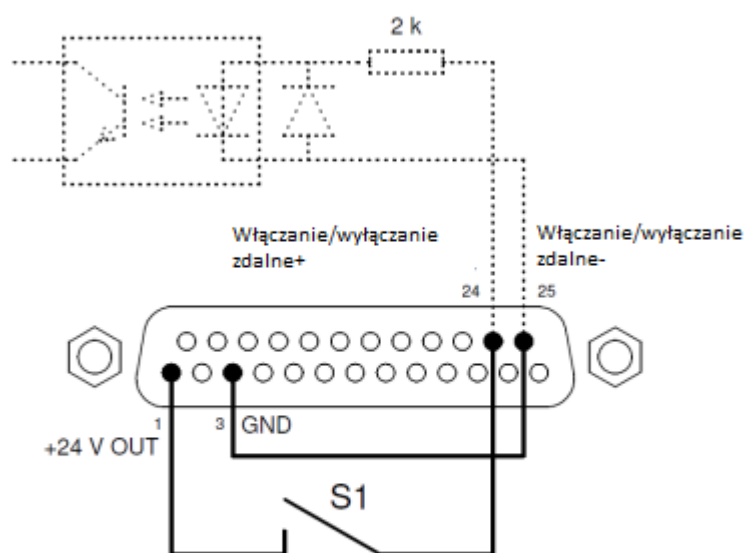 2 k
Włączanie/wyłączanie
zdalne+
Włączanie/wyłączanie
zdalne-
24
25
1
3
GND
+24 V OUT
S1